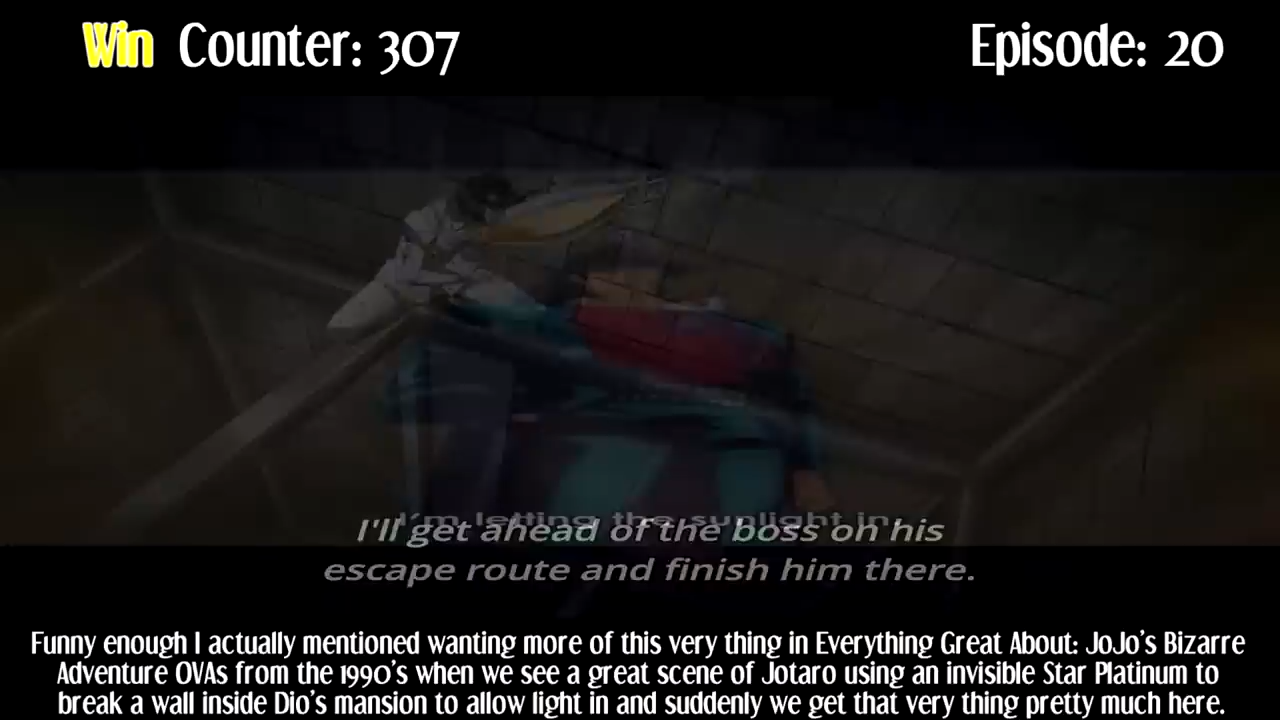 Win Counter: 307
Episode: 20
I'm letting the sunlight in.
I'll get ahead of the boss on his
escape route and finish him there.
Funny enough I actually mentioned wanting more of this very thing in Everything Great About: JoJo's Bizarre
Adventure OVAs from the 1990's when we see a great scene of Jotaro using an invisible Star Platinum to
break a wall inside Dio's mansion to allow light in and suddenly we get that very thing pretty much here.